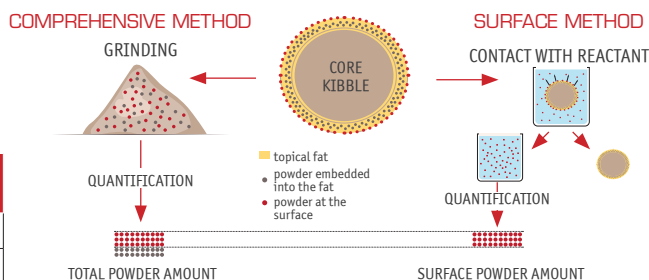 COMPREHENSIVE METHOD
GRINDING
CORE
KIBBLE
SURFACE METHOD
CONTACT WITH REACTANT
topical fat
powder embedded
into the fat
powder at the
surface
QUANTIFICATION
QUANTIFICATION
TOTAL POWDER AMOUNT
SURFACE POWDER AMOUNT